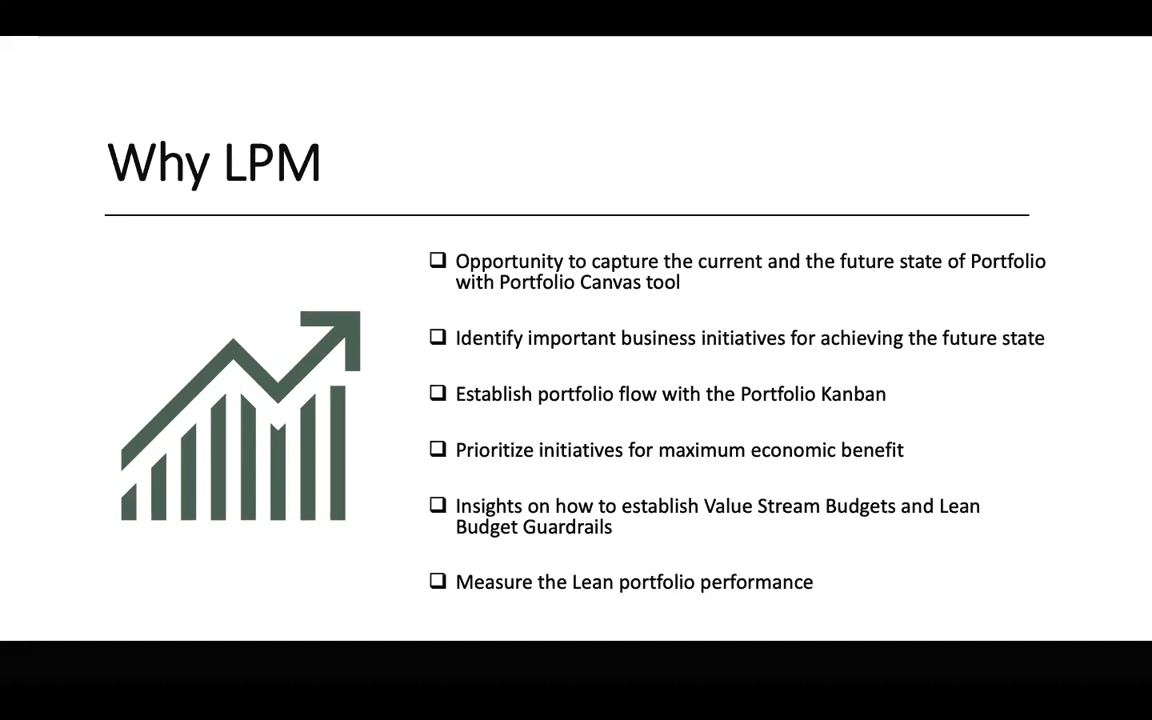 Why LPM
Opportunity to capture the current and the future state of Portfolio
with Portfolio Canvas tool
Identify important business initiatives for achieving the future state
Establish portfolio flow with the Portfolio Kanban
Prioritize initiatives for maximum economic benefit
Insights on how to establish Value Stream Budgets and Lean
Budget Guardrails
Measure the Lean portfolio performance